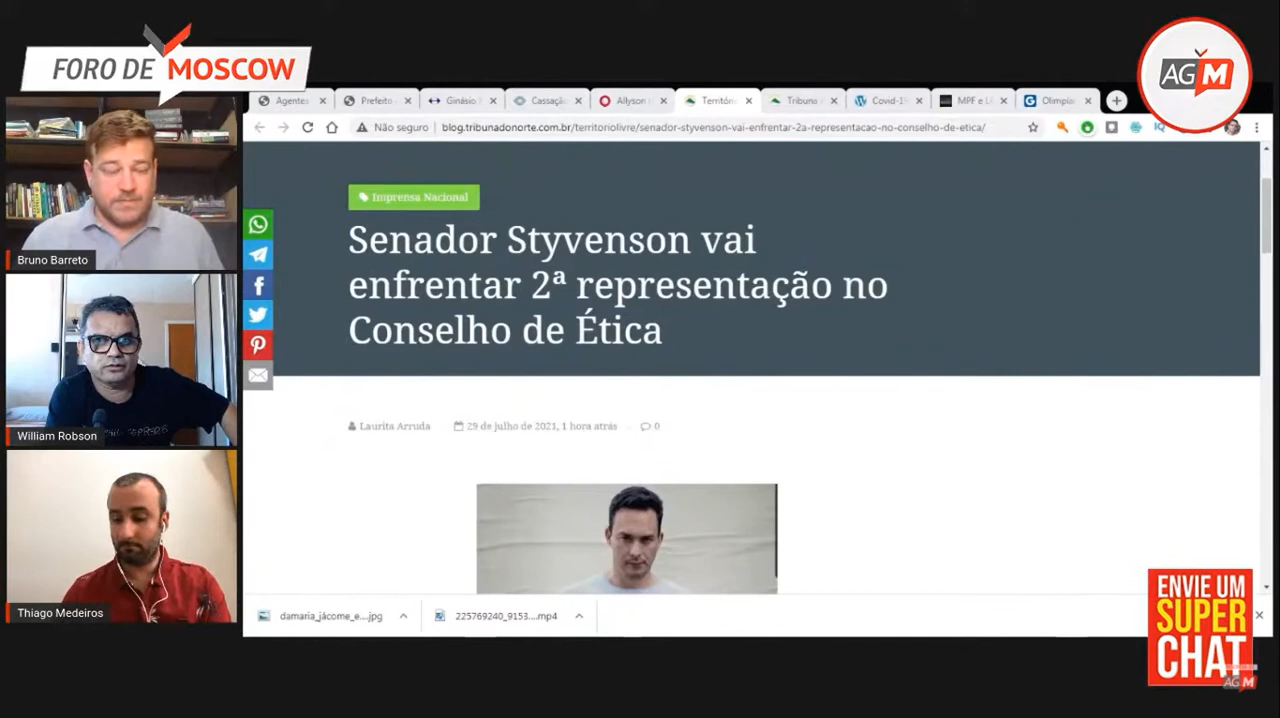 FORO DE MOSCOW
AGM
Agentes
Prefeito
Ginásio M
Cassaçã
Allyson
Territó
Tribuna
Covid-1
MPF e L
Olimpía
Não seguro
blog.tribunadonorte.com.br/territoriolivre/senador-styvenson-vai-enfrentar-2a-representacao-no-conselho-de-etica/
IQ
Imprensa Nacional
Senador Styvenson vai
enfrentar 2ª representação no
Conselho de Ética
Laurita Arruda
29 de julho de 2021, 1 hora atrás
0
Bruno Barreto
William Robson
Thiago Medeiros
damaria_jácome_e....jpg
225769240_9153....mp4
ENVIE UM
SUPER
CHAT
AGM